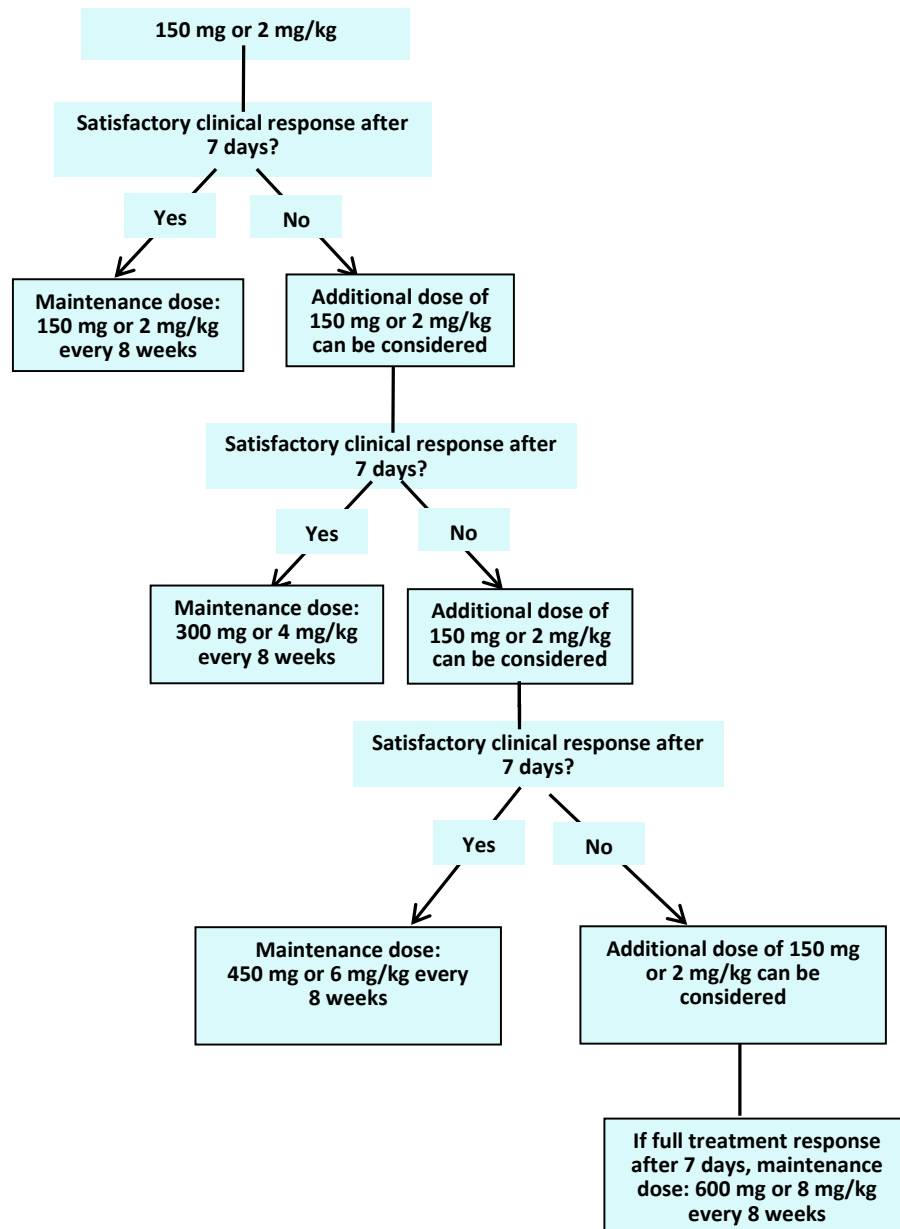 150 mg or 2 mg/kg
Satisfactory clinical response after
7 days?
Yes
No
Maintenance dose:
150 mg or 2 mg/kg
every 8 weeks
Additional dose of
150 mg or 2 mg/kg
can be considered
Satisfactory clinical response after
7 days?
Yes
No
Maintenance dose:
300 mg or 4 mg/kg
every 8 weeks
Additional dose of
150 mg or 2 mg/kg
can be considered
Satisfactory clinical response after
7 days?
Yes
No
Maintenance dose:
450 mg or 6 mg/kg every
8 weeks
Additional dose of 150 mg
or 2 mg/kg can be
considered
If full treatment response
after 7 days, maintenance
dose: 600 mg or 8 mg/kg
every 8 weeks